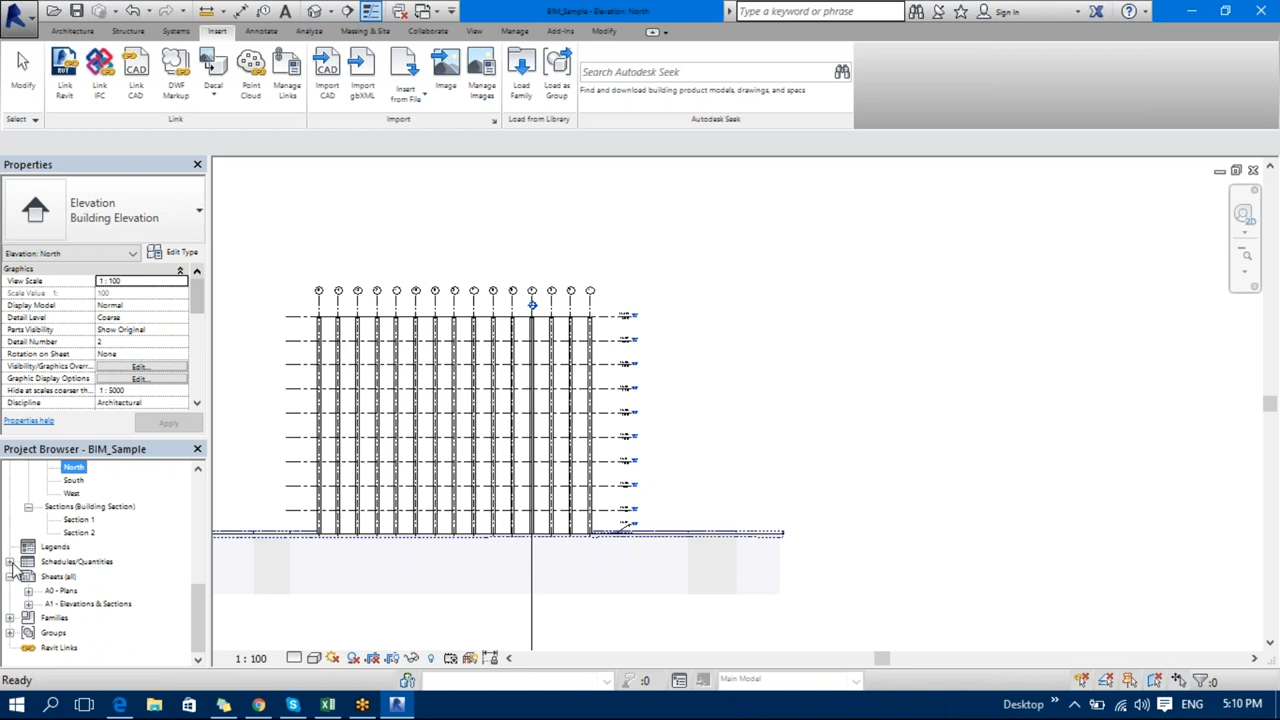 BIM_Sample - Elevation: North
Type a keyword or phrase
Sign In
Architecture Structure Systems Insert Annotate Analyze Massing & Site Collaborate View Manage Add-Ins Modify
Modify
Link Revit
Link IFC
Link CAD
DWF Markup
Decal
Point Cloud
Manage Links
Import CAD
Import gbXML
Insert from File
Image
Manage Images
Load Family
Load as Group
Search Autodesk Seek
Find and download building product models, drawings, and specs
Select Link Import Load from Library Autodesk Seek
Properties
Elevation
Building Elevation
Elevation: North Edit Type
Graphics
View Scale 1 : 100
Scale Value 1: 100
Display Model Normal
Detail Level Coarse
Parts Visibility Show Original
Detail Number 2
Rotation on Sheet None
Visibility/Graphics Over... Edit...
Graphic Display Options Edit...
Hide at scales coarser th... 1 : 5000
Discipline Architectural
Properties help Apply
Project Browser - BIM_Sample
North
South
West
Sections (Building Section)
Section 1
Section 2
Legends
Schedules/Quantities
Sheets (all)
A0 - Plans
A1 - Elevations & Sections
Families
Groups
Revit Links
1 : 100
Ready :0 Main Model :0
2D
Desktop ENG 5:10 PM